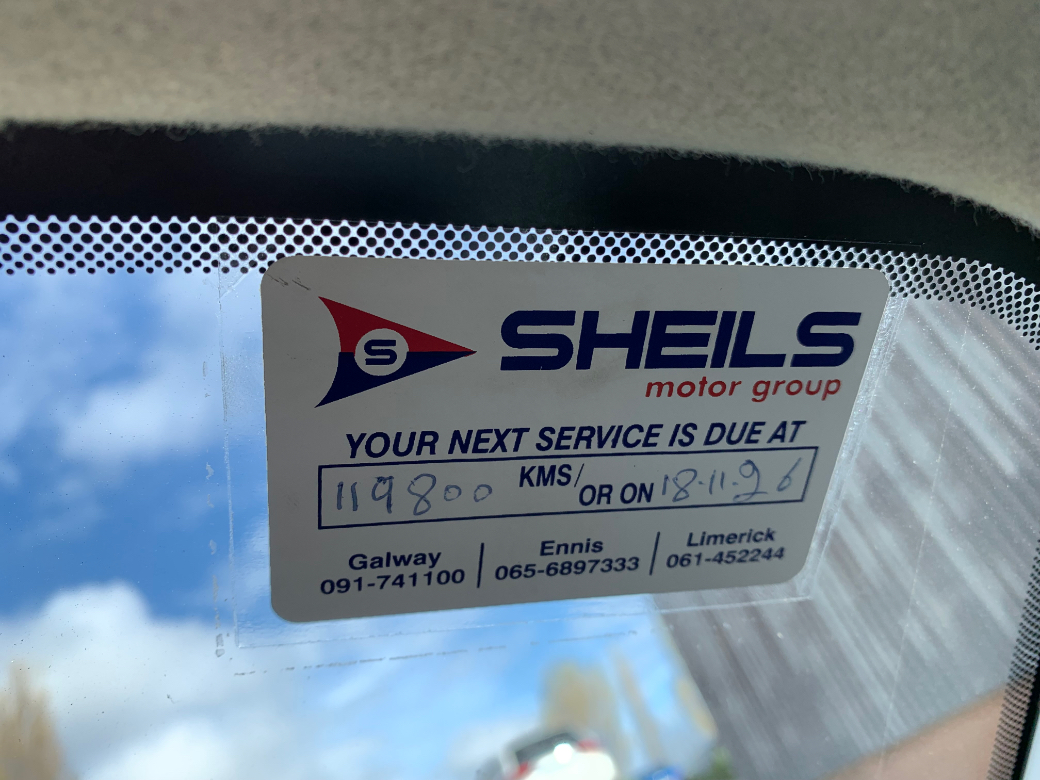 S
SHEILS
motor group
YOUR NEXT SERVICE IS DUE AT
119800 KMS/ OR ON 18.11.26
Galway | Ennis | Limerick
091-741100 | 065-6897333 | 061-452244